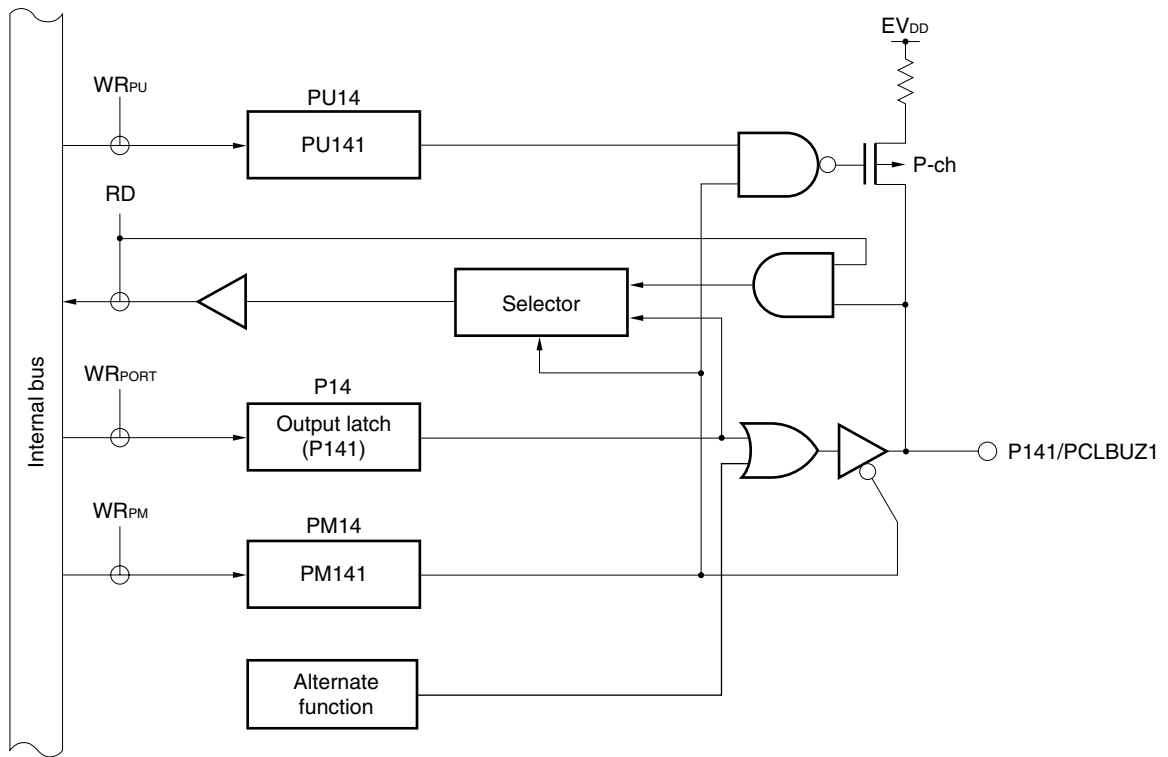 EVDD
WRPU
PU14
PU141
P-ch
RD
Selector
Internal bus
WRPORT
P14
Output latch
(P141)
P141/PCLBUZ1
WRPM
PM14
PM141
Alternate
function